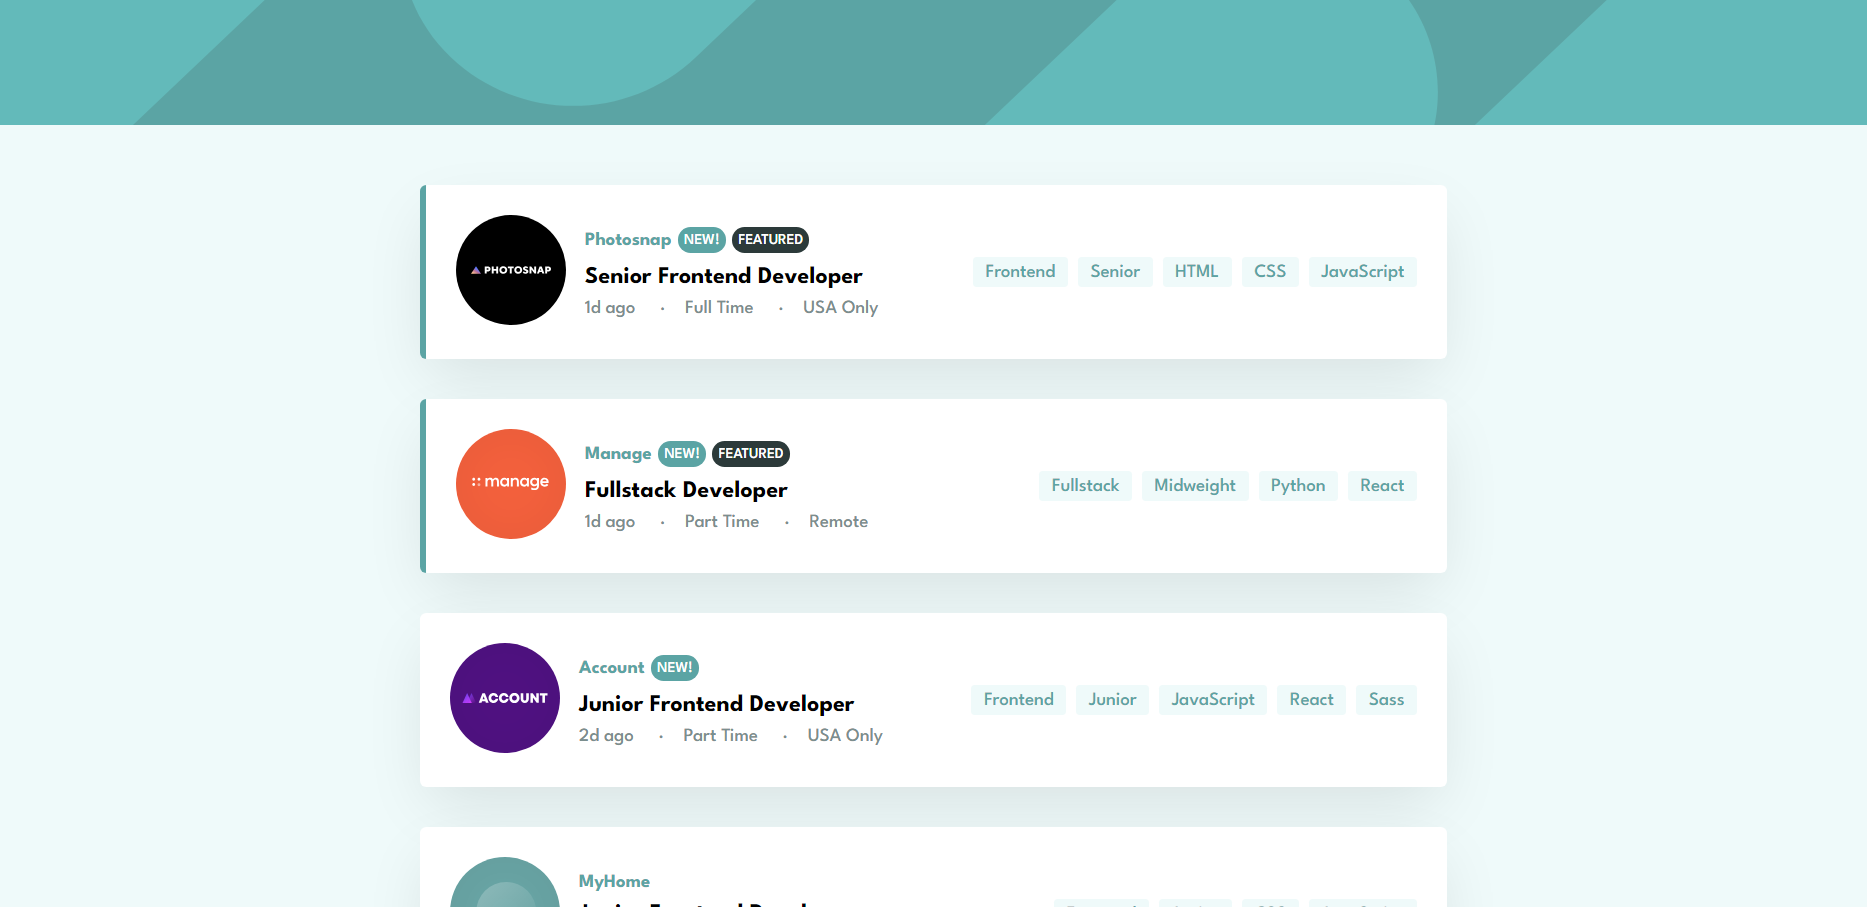 PHOTOSNAP
Photosnap NEW! FEATURED
Senior Frontend Developer
1d ago · Full Time · USA Only
Frontend Senior HTML CSS JavaScript
manage
Manage NEW! FEATURED
Fullstack Developer
1d ago · Part Time · Remote
Fullstack Midweight Python React
ACCOUNT
Account NEW!
Junior Frontend Developer
2d ago · Part Time · USA Only
Frontend Junior JavaScript React Sass
MyHome